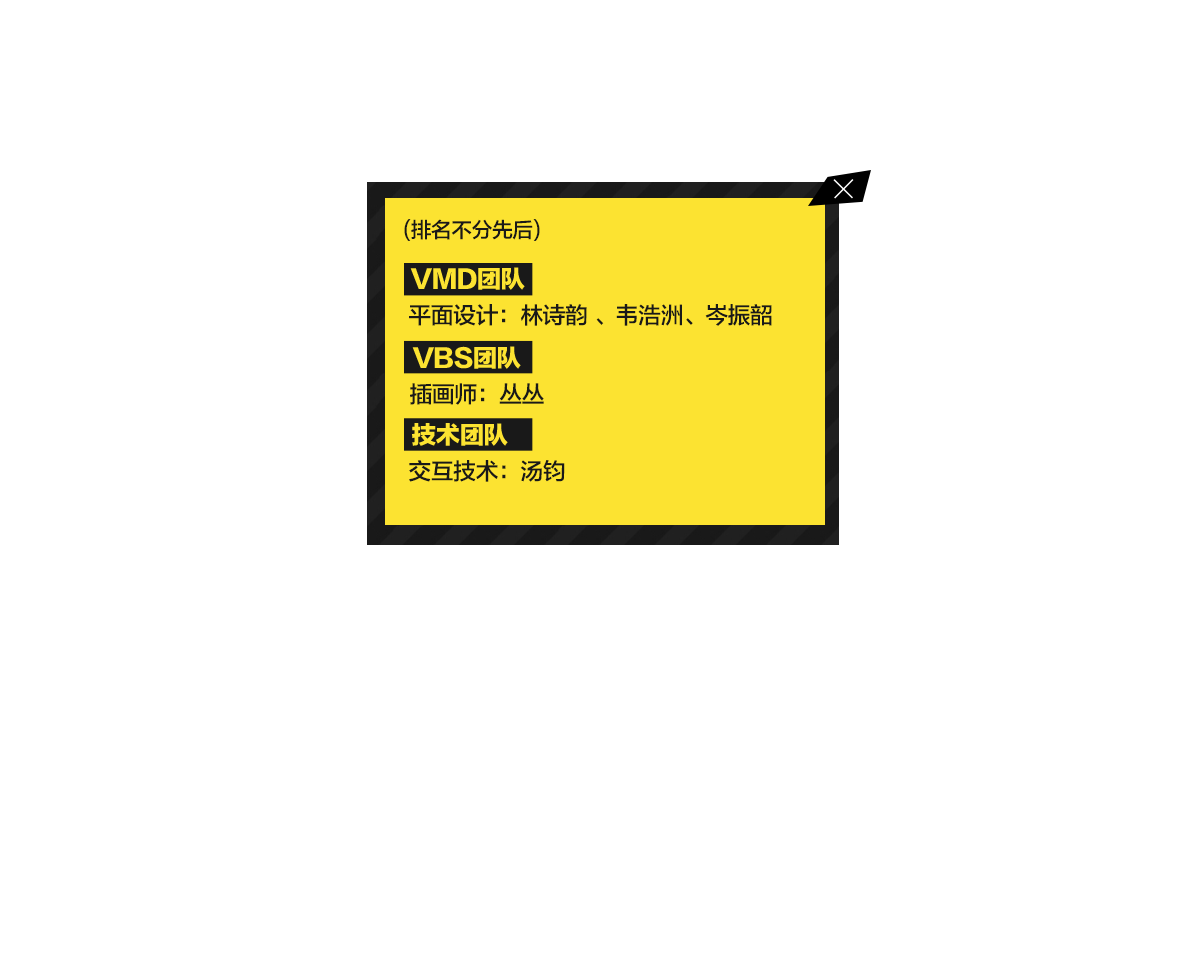 (排名不分先后)
VMD团队
平面设计：林诗韵 、韦浩洲、岑振韶
VBS团队
插画师：丛丛
技术团队
交互技术：汤钧